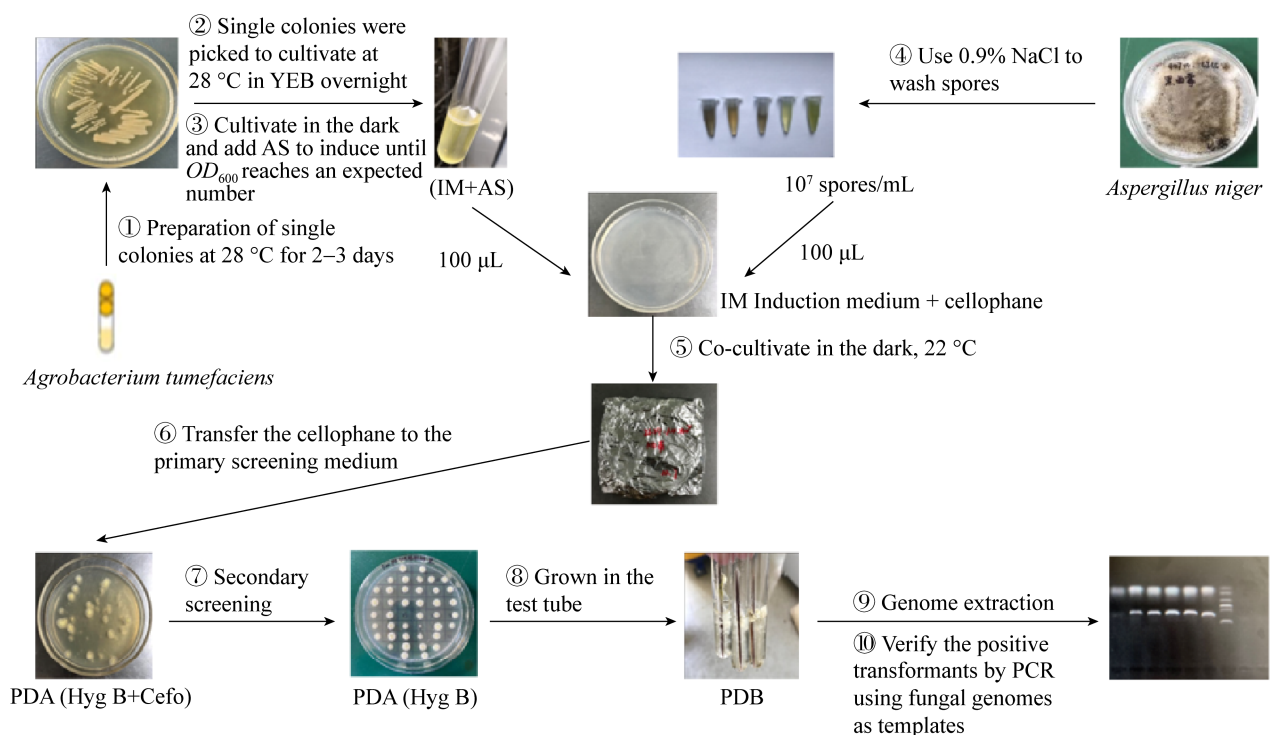 ② Single colonies were
picked to cultivate at
28 °C in YEB overnight
③ Cultivate in the dark
and add AS to induce until
OD600 reaches an expected
number
(IM+AS)
④ Use 0.9% NaCl to
wash spores
10⁷ spores/mL
Aspergillus niger
① Preparation of single
colonies at 28 °C for 2−3 days
100 μL
100 μL
IM Induction medium + cellophane
Agrobacterium tumefaciens
⑤ Co-cultivate in the dark, 22 °C
⑥ Transfer the cellophane to the
primary screening medium
⑦ Secondary
screening
⑧ Grown in the
test tube
⑨ Genome extraction
⑩ Verify the positive
transformants by PCR
using fungal genomes
as templates
PDA (Hyg B+Cefo)
PDA (Hyg B)
PDB